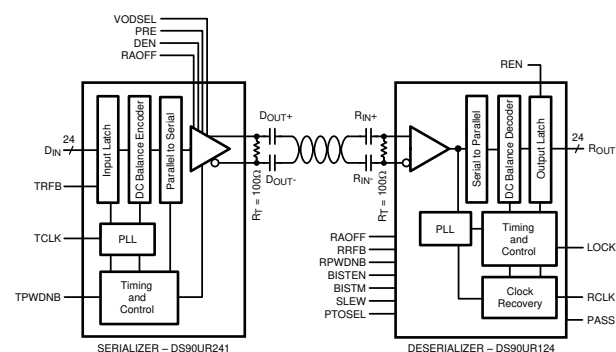 VODSEL
PRE
DEN
RAOFF
24
DIN
TRFB
TCLK
TPWDNB
Input Latch
DC Balance Encoder
Parallel to Serial
PLL
Timing
and
Control
DOUT+
DOUT-
RT = 100Ω
RIN+
RIN-
RT = 100Ω
REN
Serial to Parallel
DC Balance Decoder
Output Latch
24
ROUT
PLL
Timing
and
Control
Clock
Recovery
RAOFF
RRFB
RPWDNB
BISTEN
BISTM
SLEW
PTOSEL
LOCK
RCLK
PASS
SERIALIZER – DS90UR241
DESERIALIZER – DS90UR124